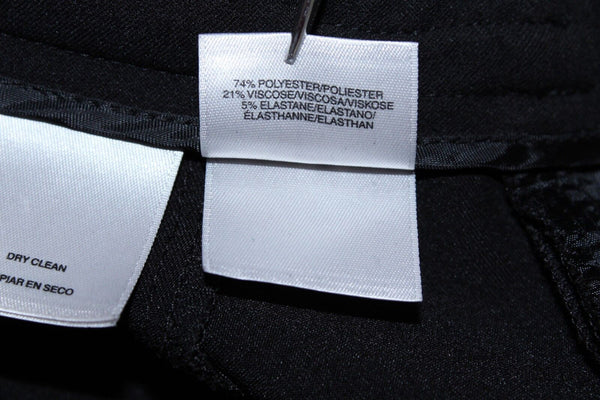 74% POLYESTER/POLIESTER
21% VISCOSE/VISCOSA/VISKOSE
5% ELASTANE/ELASTANO/
ÉLASTHANNE/ELASTHAN
DRY CLEAN
PIAR EN SECO